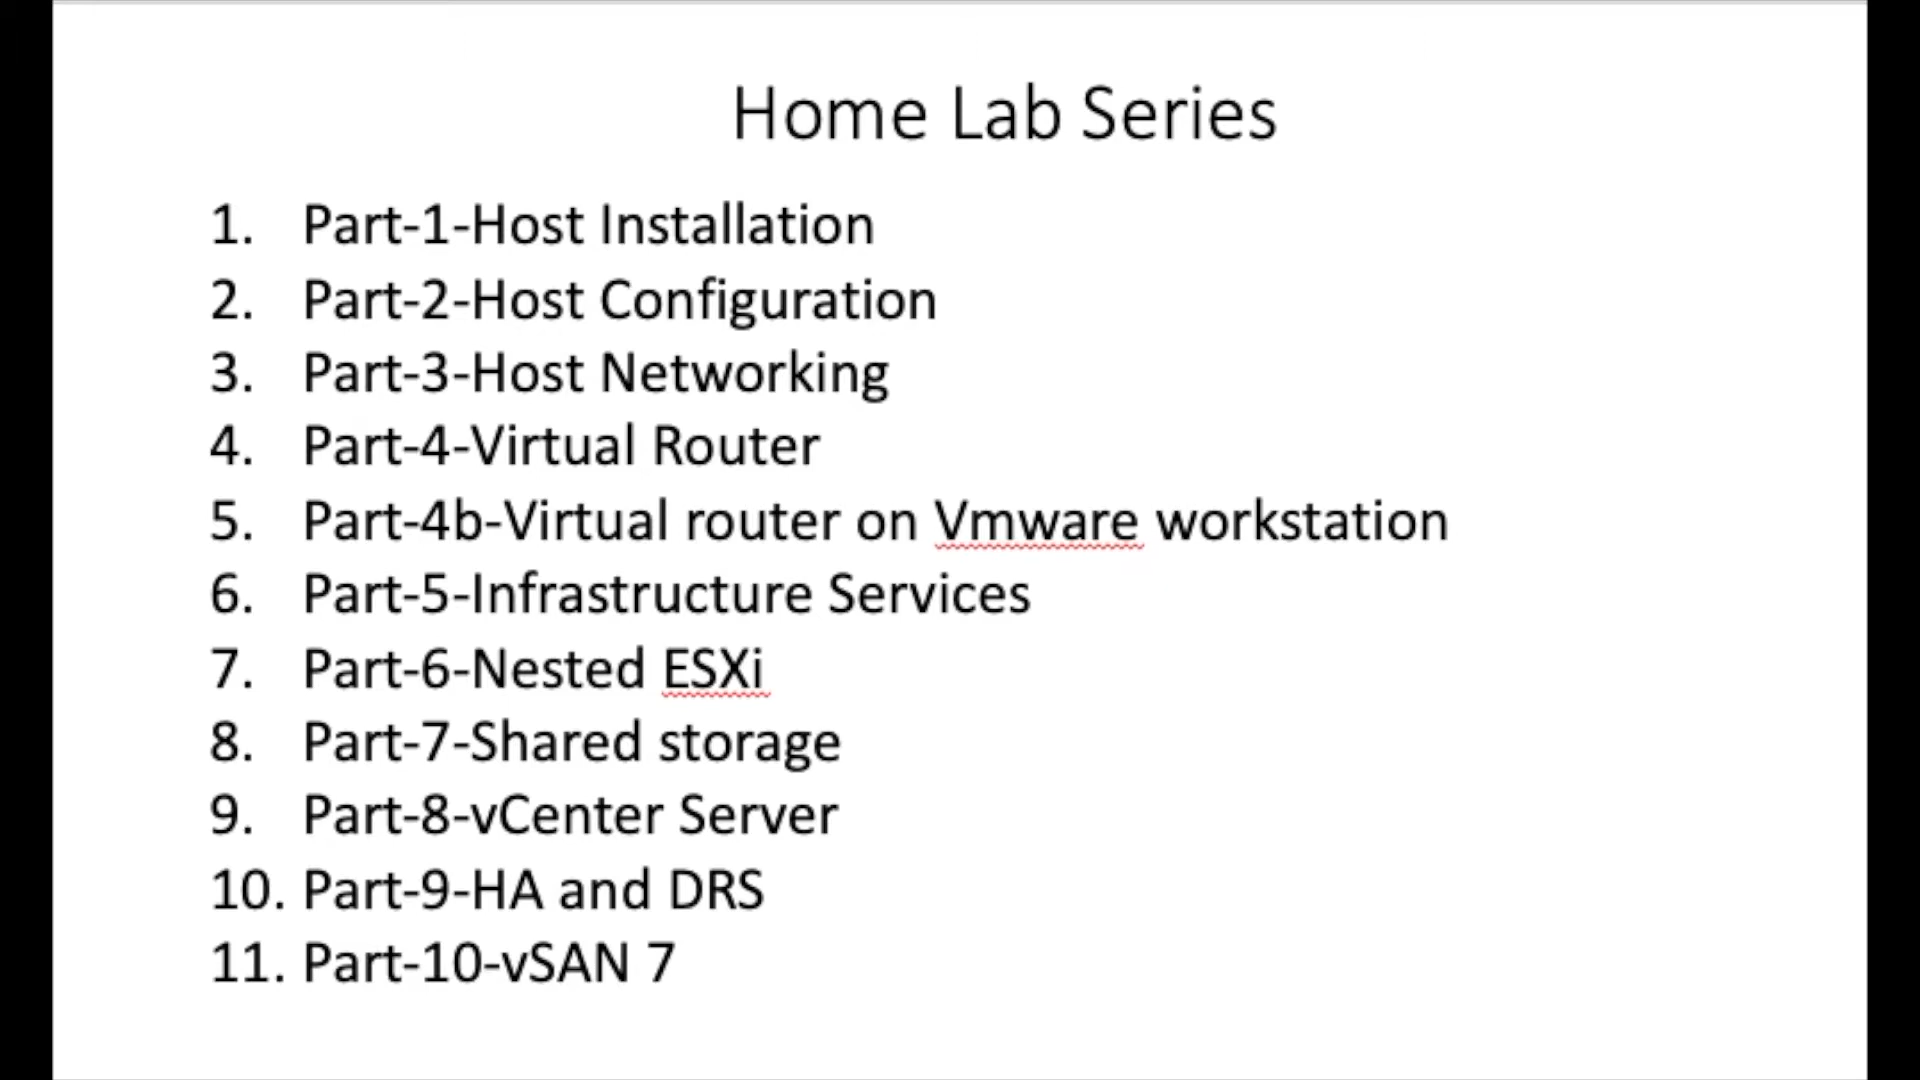 Home Lab Series
1. Part-1-Host Installation
2. Part-2-Host Configuration
3. Part-3-Host Networking
4. Part-4-Virtual Router
5. Part-4b-Virtual router on Vmware workstation
6. Part-5-Infrastructure Services
7. Part-6-Nested ESXi
8. Part-7-Shared storage
9. Part-8-vCenter Server
10. Part-9-HA and DRS
11. Part-10-vSAN 7